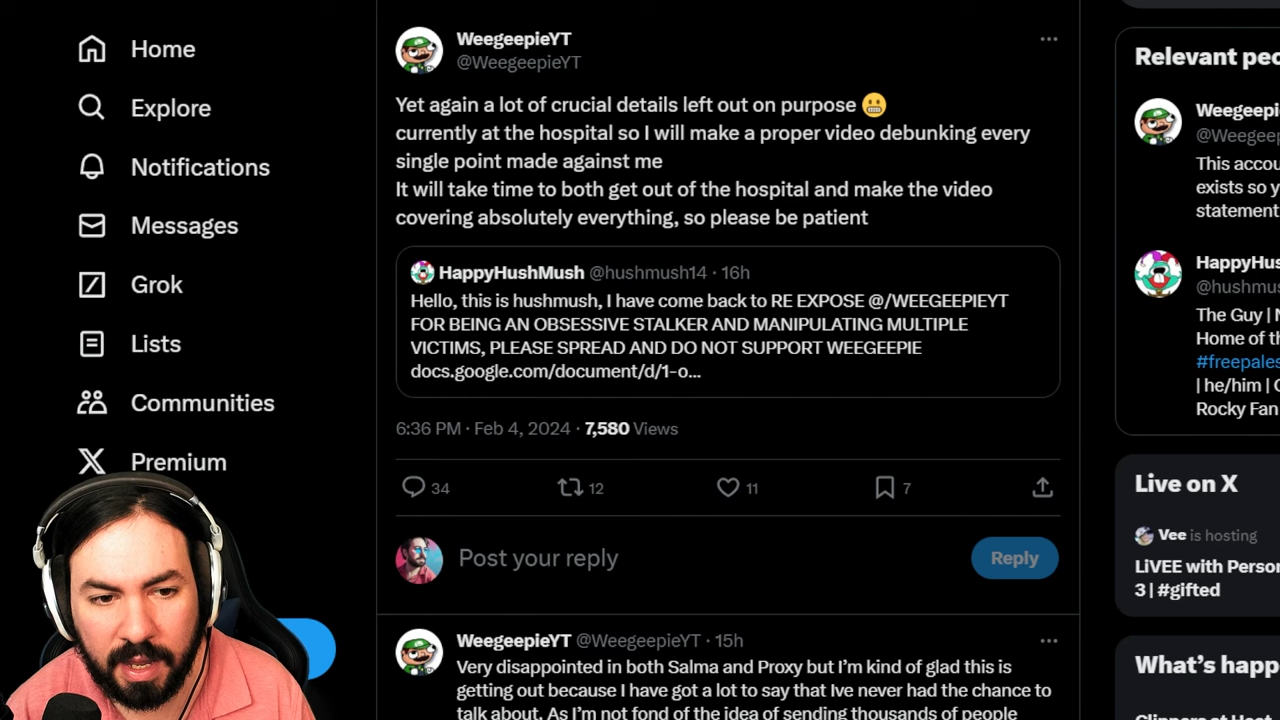 Home
Explore
Notifications
Messages
Grok
Lists
Communities
Premium
WeegeepieYT
@WeegeepieYT
Yet again a lot of crucial details left out on purpose 😬
currently at the hospital so I will make a proper video debunking every
single point made against me
It will take time to both get out of the hospital and make the video
covering absolutely everything, so please be patient
HappyHushMush @hushmush14 · 16h
Hello, this is hushmush, I have come back to RE EXPOSE @/WEEGEEPIEYT
FOR BEING AN OBSESSIVE STALKER AND MANIPULATING MULTIPLE
VICTIMS, PLEASE SPREAD AND DO NOT SUPPORT WEEGEEPIE
docs.google.com/document/d/1-o...
6:36 PM · Feb 4, 2024 · 7,580 Views
34 12 11 7
Post your reply
Reply
WeegeepieYT @WeegeepieYT · 15h
Very disappointed in both Salma and Proxy but I'm kind of glad this is
getting out because I have got a lot to say that Ive never had the chance to
talk about. As I'm not fond of the idea of sending thousands of people
Relevant peo
Weegeepi
@Weegee
This accou
exists so y
statement
HappyHus
@hushmus
The Guy | N
Home of th
#freepales
| he/him | C
Rocky Fan
Live on X
Vee is hosting
LiVEE with Person
3 | #gifted
What's happ